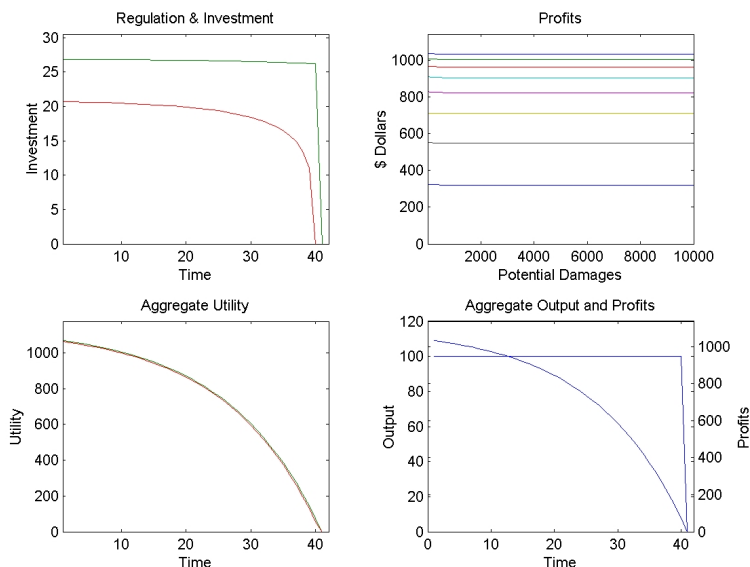 Regulation & Investment
30
25
20
15
10
5
0
Investment
10 20 30 40
Time
Profits
1000
800
600
400
200
0
$ Dollars
2000 4000 6000 8000 10000
Potential Damages
Aggregate Utility
1000
800
600
400
200
0
Utility
10 20 30 40
Time
Aggregate Output and Profits
120
100
80
60
40
20
0
Output
1000
800
600
400
200
0
Profits
0 10 20 30 40
Time